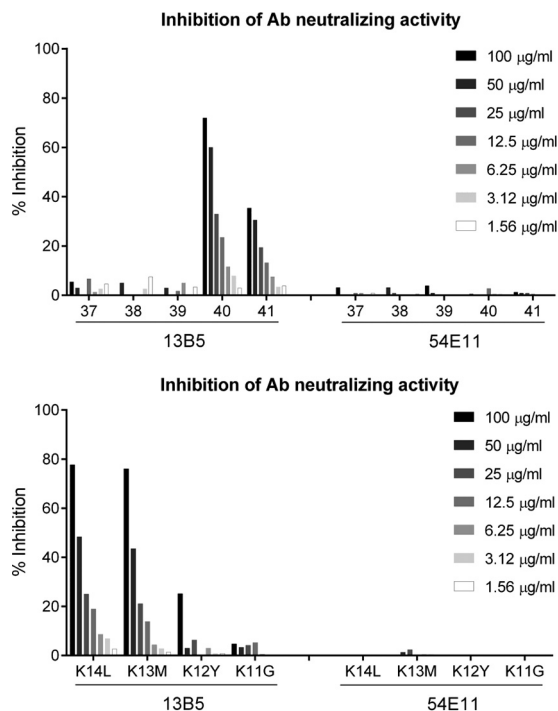 Inhibition of Ab neutralizing activity
100
80
60
40
20
0
% Inhibition
100 µg/ml
50 µg/ml
25 µg/ml
12.5 µg/ml
6.25 µg/ml
3.12 µg/ml
1.56 µg/ml
37 38 39 40 41 37 38 39 40 41
13B5 54E11
Inhibition of Ab neutralizing activity
100
80
60
40
20
0
% Inhibition
100 µg/ml
50 µg/ml
25 µg/ml
12.5 µg/ml
6.25 µg/ml
3.12 µg/ml
1.56 µg/ml
K14L K13M K12Y K11G K14L K13M K12Y K11G
13B5 54E11